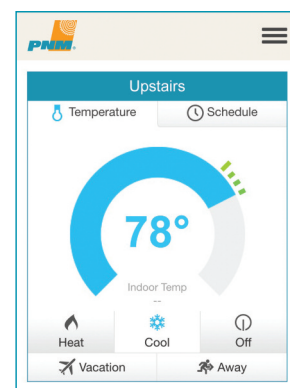 PNM.
Upstairs
Temperature Schedule
78°
Indoor Temp
--
Heat Cool Off
Vacation Away